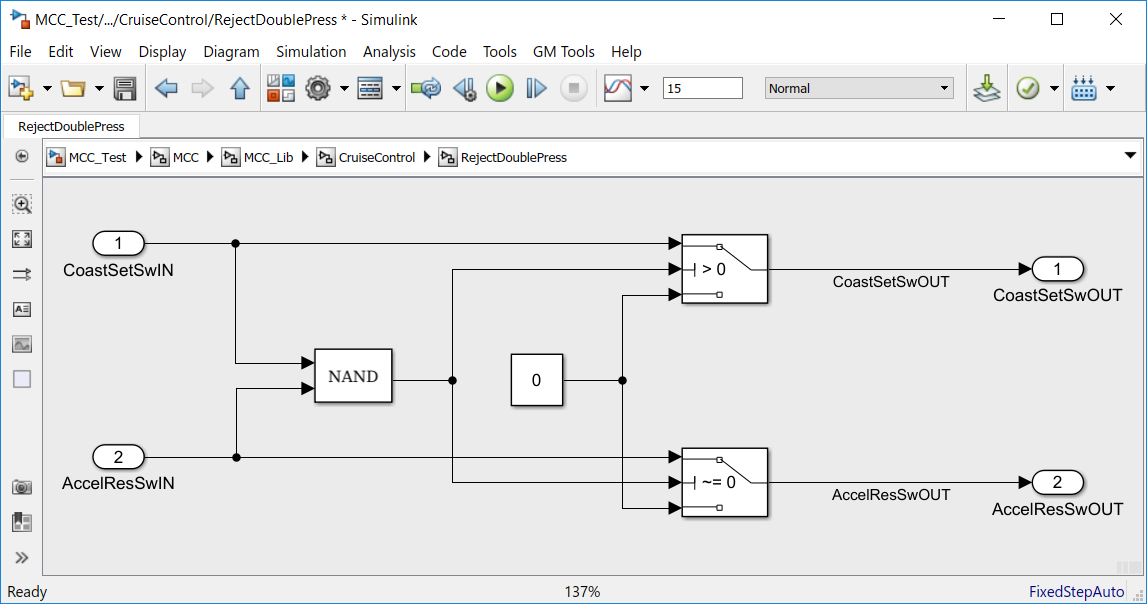 MCC_Test/.../CruiseControl/RejectDoublePress * - Simulink
File Edit View Display Diagram Simulation Analysis Code Tools GM Tools Help
15 Normal
RejectDoublePress
MCC_Test MCC MCC_Lib CruiseControl RejectDoublePress
1
CoastSetSwIN
> 0
CoastSetSwOUT
1
CoastSetSwOUT
NAND
0
2
AccelResSwIN
~= 0
AccelResSwOUT
2
AccelResSwOUT
Ready 137% FixedStepAuto